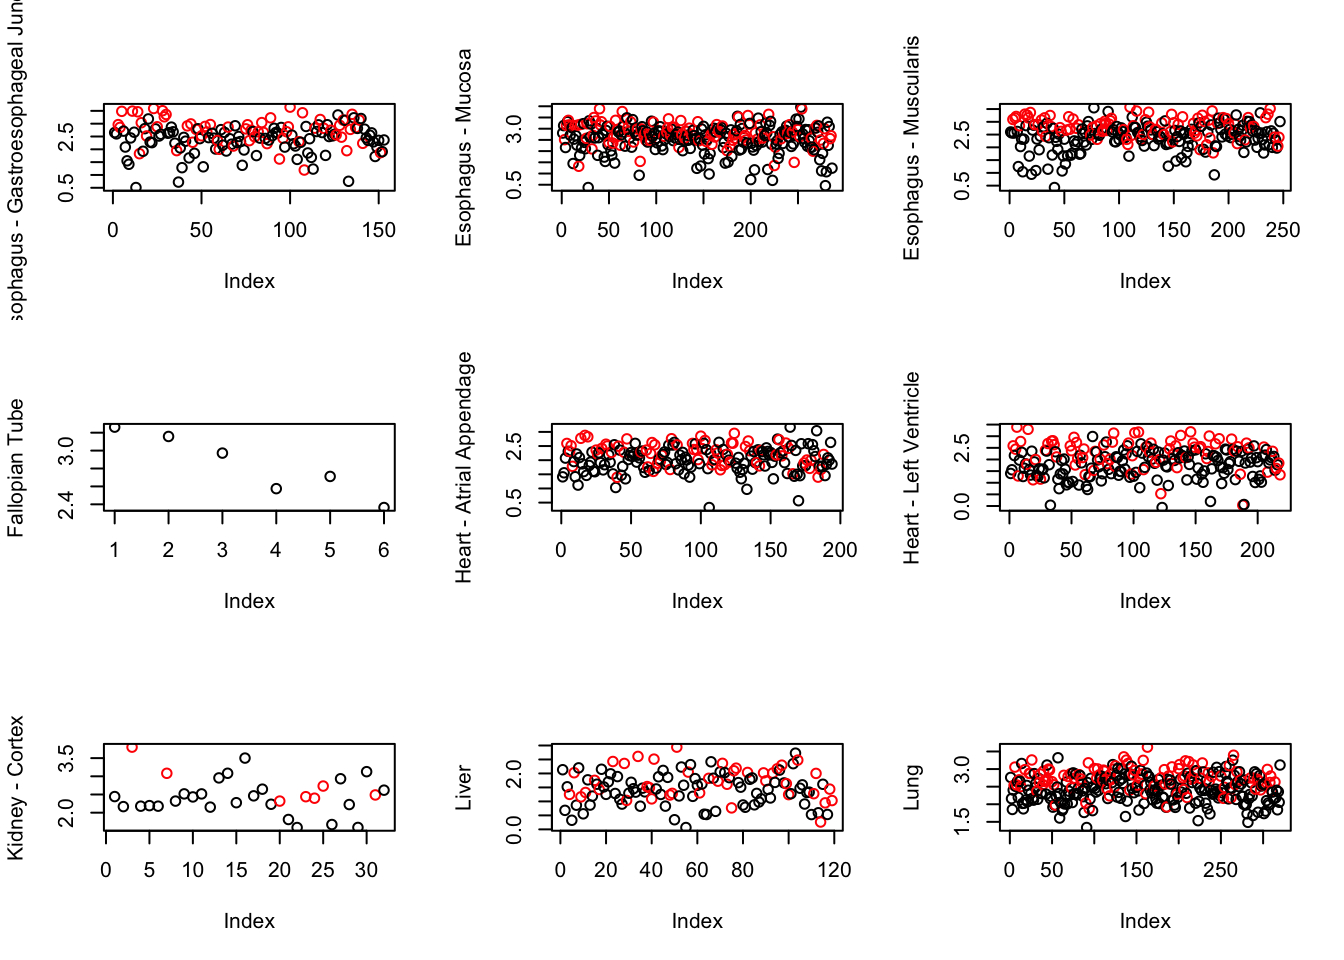 sophagus - Gastroesophageal Junc
0.5 2.5
0 50 100 150
Index
Esophagus - Mucosa
0.5 3.0
0 50 100 200
Index
Esophagus - Muscularis
0.5 2.5
0 50 100 150 200 250
Index
Fallopian Tube
2.4 3.0
1 2 3 4 5 6
Index
Heart - Atrial Appendage
0.5 2.5
0 50 100 150 200
Index
Heart - Left Ventricle
0.0 2.5
0 50 100 150 200
Index
Kidney - Cortex
2.0 3.5
0 5 10 15 20 25 30
Index
Liver
0.0 2.0
0 20 40 60 80 120
Index
Lung
1.5 3.0
0 50 150 250
Index